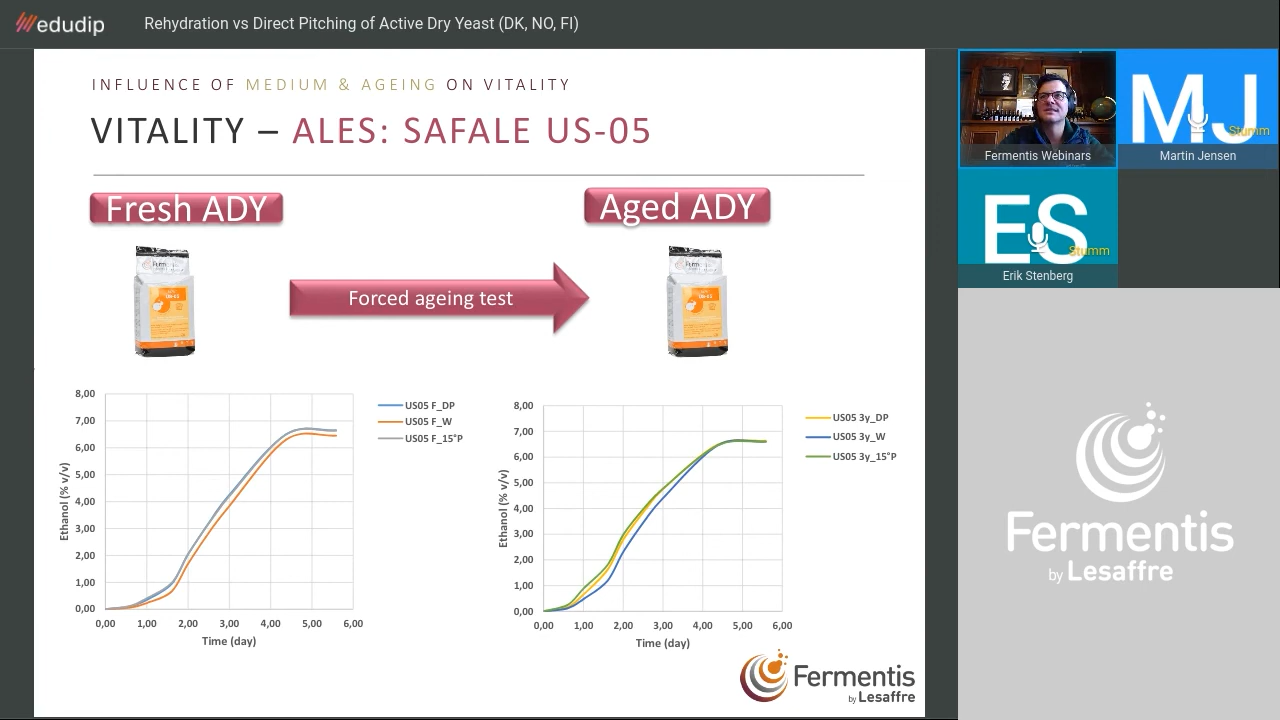 edudip
Rehydration vs Direct Pitching of Active Dry Yeast (DK, NO, FI)
INFLUENCE OF MEDIUM & AGEING ON VITALITY
VITALITY – ALES: SAFALE US-05
Fresh ADY
Aged ADY
Forced ageing test
8,00
7,00
6,00
5,00
4,00
3,00
2,00
1,00
0,00
Ethanol (% v/v)
0,00 1,00 2,00 3,00 4,00 5,00 6,00
Time (day)
US05 F_DP
US05 F_W
US05 F_15°P
8,00
7,00
6,00
5,00
4,00
3,00
2,00
1,00
0,00
Ethanol (% v/v)
0,00 1,00 2,00 3,00 4,00 5,00 6,00
Time (day)
US05 3y_DP
US05 3y_W
US05 3y_15°P
Fermentis
by Lesaffre
Fermentis Webinars
MJ
Stumm
Martin Jensen
ES
Stumm
Erik Stenberg
Fermentis
by Lesaffre